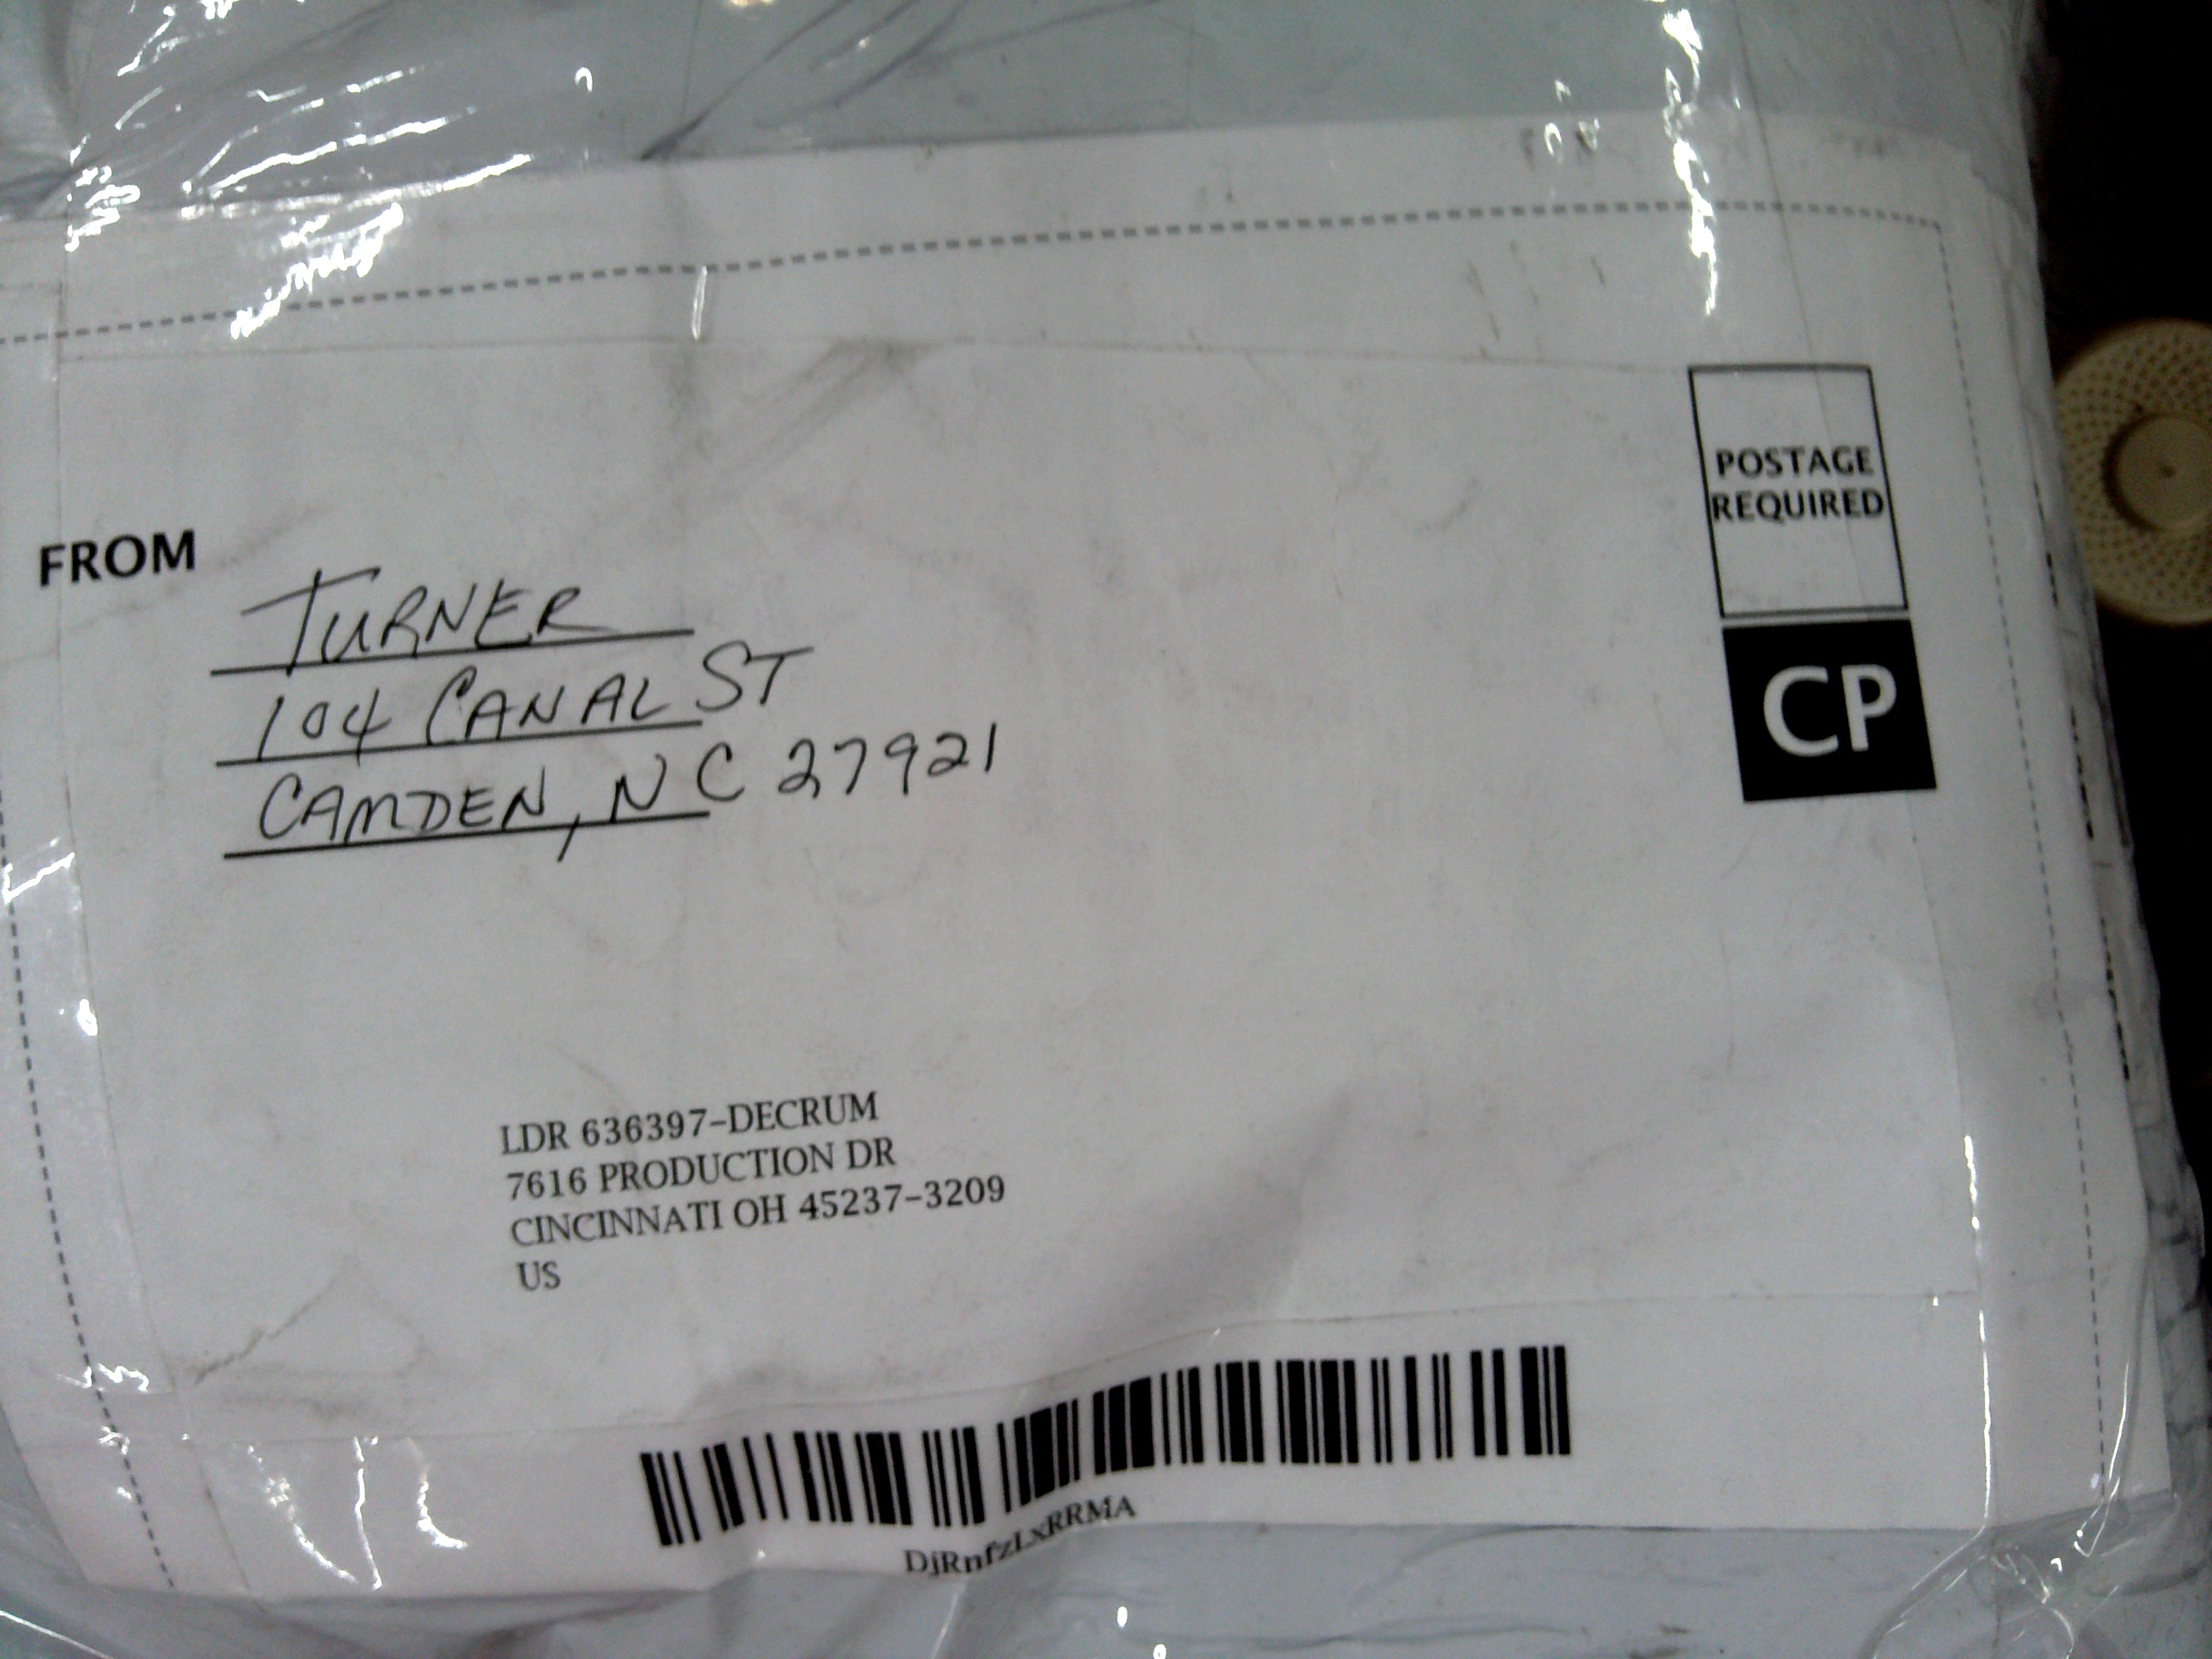 POSTAGE
REQUIRED
CP
FROM
TURNER
104 CANAL ST
CAMDEN, NC 27921
LDR 636397-DECRUM
7616 PRODUCTION DR
CINCINNATI OH 45237-3209
US
DjRnfzLxRRMA